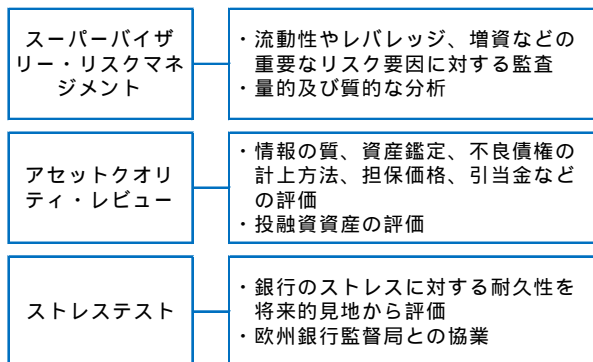 スーパーバイザ
リー・リスクマネ
ジメント
・流動性やレバレッジ、増資などの
重要なリスク要因に対する監査
・量的及び質的な分析
アセットクオリ
ティ・レビュー
・情報の質、資産鑑定、不良債権の
計上方法、担保価格、引当金など
の評価
・投融資資産の評価
ストレステスト
・銀行のストレスに対する耐久性を
将来的見地から評価
・欧州銀行監督局との協業